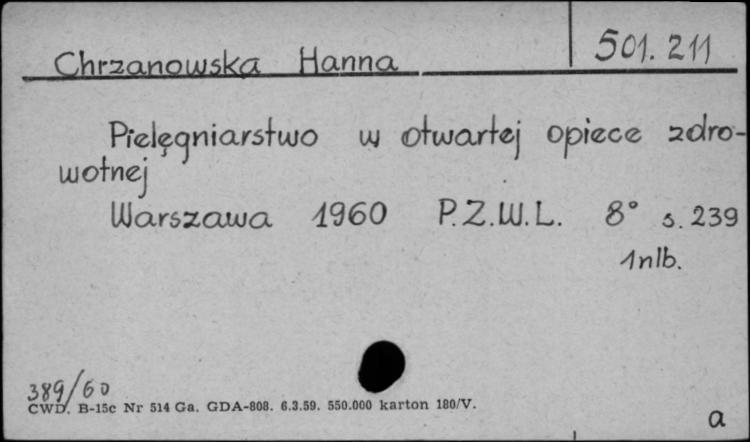 Chrzanowska Hanna 501.211
Pielęgniarstwo w otwartej opiece zdro-
wotnej
Warszawa 1960 P.Z.W.L. 8° s. 239
1nlb.
389/60
CWD. B-15c Nr 514 Ga. GDA-808. 6.3.59. 550.000 karton 180/V.
a